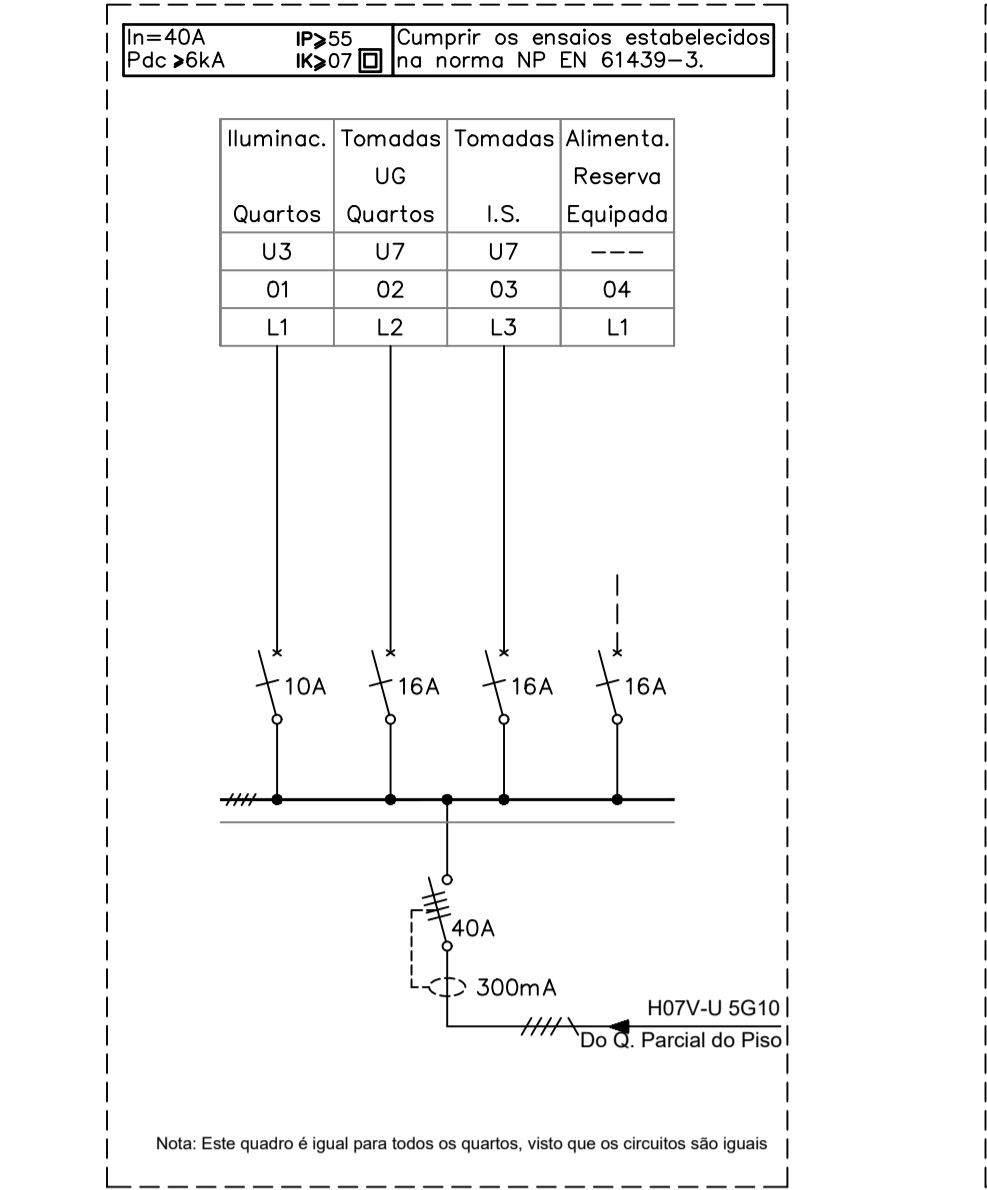 In=40A
Pdc >6kA
IP⩾55
IK⩾07
Cumprir os ensaios estabelecidos
na norma NP EN 61439-3.
Iluminac.
Quartos
Tomadas
UG
Quartos
Tomadas
I.S.
Alimenta.
Reserva
Equipada
U3 U7 U7 ---
01 02 03 04
L1 L2 L3 L1
10A 16A 16A 16A
40A
300mA
H07V-U 5G10
Do Q. Parcial do Piso
Nota: Este quadro é igual para todos os quartos, visto que os circuitos são iguais